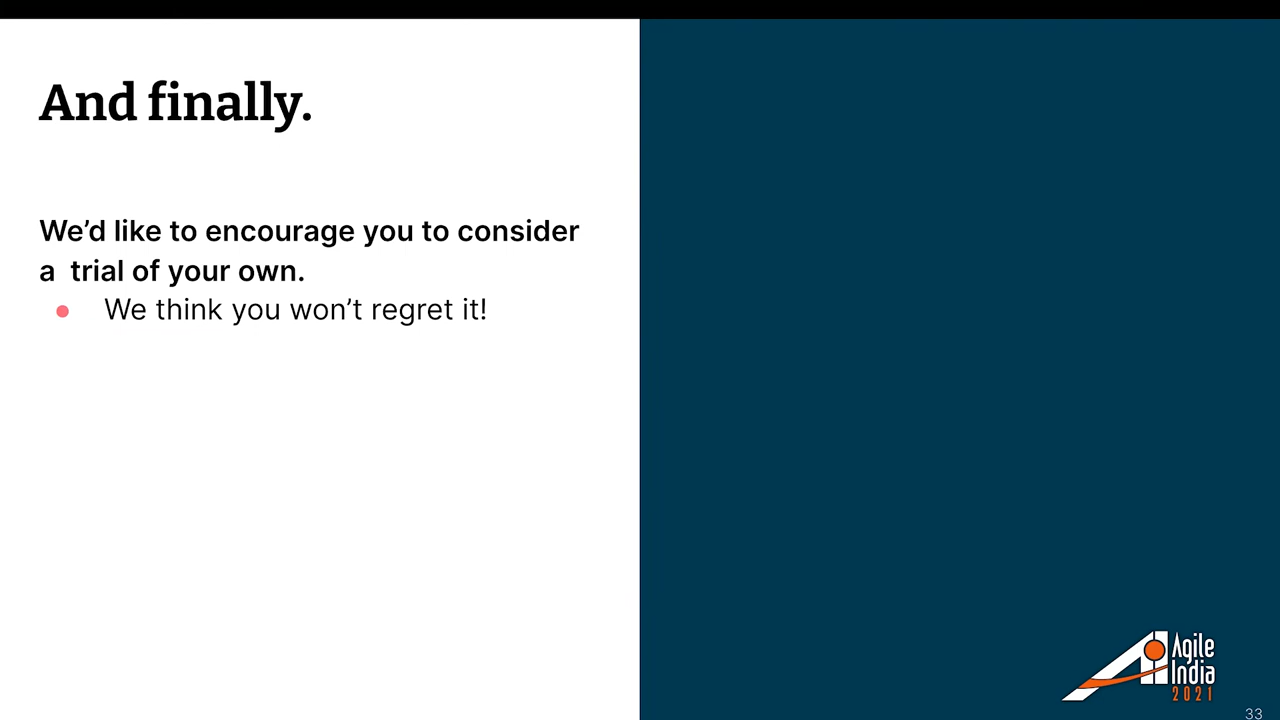 And finally.
We’d like to encourage you to consider
a  trial of your own.
● We think you won’t regret it!
Agile
India
2021
33